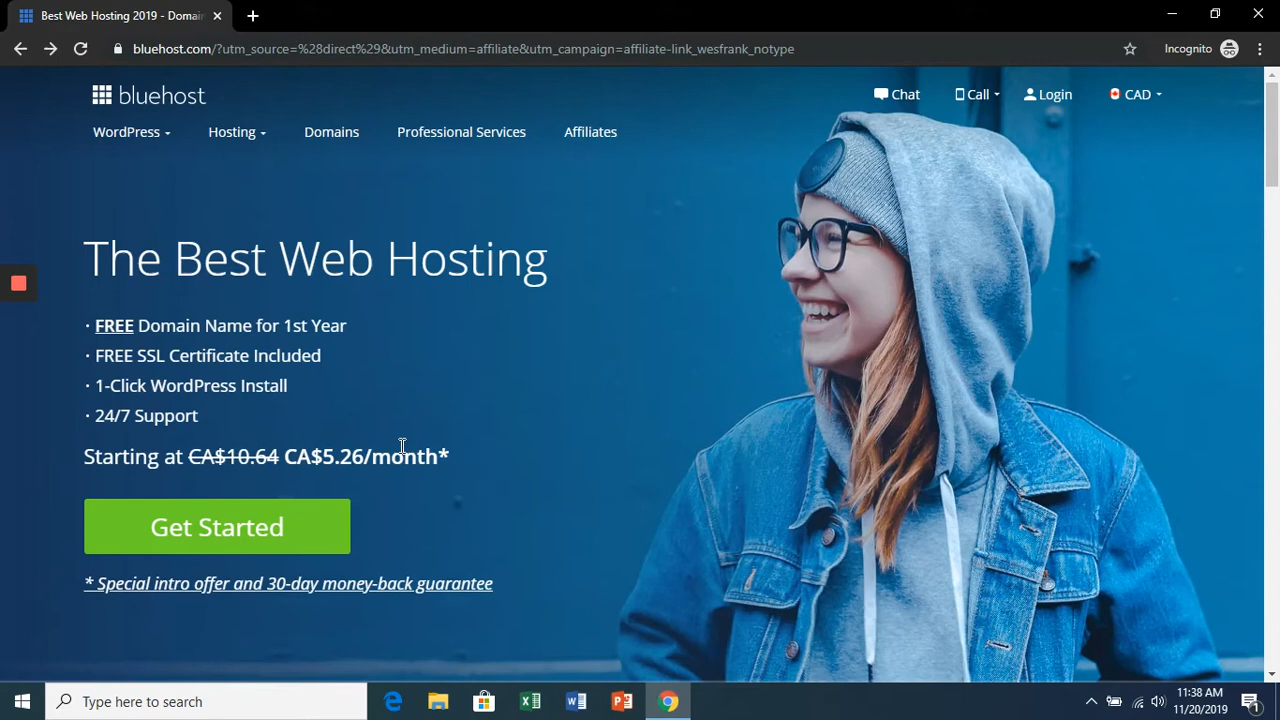 Best Web Hosting 2019 - Domain
bluehost.com/?utm_source=%28direct%29&utm_medium=affiliate&utm_campaign=affiliate-link_wesfrank_notype
Incognito
bluehost
Chat
Call
Login
CAD
WordPress
Hosting
Domains
Professional Services
Affiliates
The Best Web Hosting
· FREE Domain Name for 1st Year
· FREE SSL Certificate Included
· 1-Click WordPress Install
· 24/7 Support
Starting at CA$10.64 CA$5.26/month*
Get Started
* Special intro offer and 30-day money-back guarantee
Type here to search
11:38 AM
11/20/2019
1